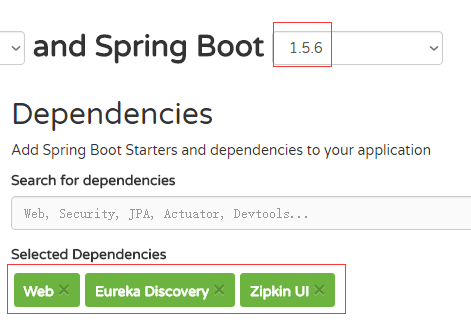 and Spring Boot 1.5.6
Dependencies
Add Spring Boot Starters and dependencies to your application
Search for dependencies
Web, Security, JPA, Actuator, Devtools...
Selected Dependencies
Web × Eureka Discovery × Zipkin UI ×